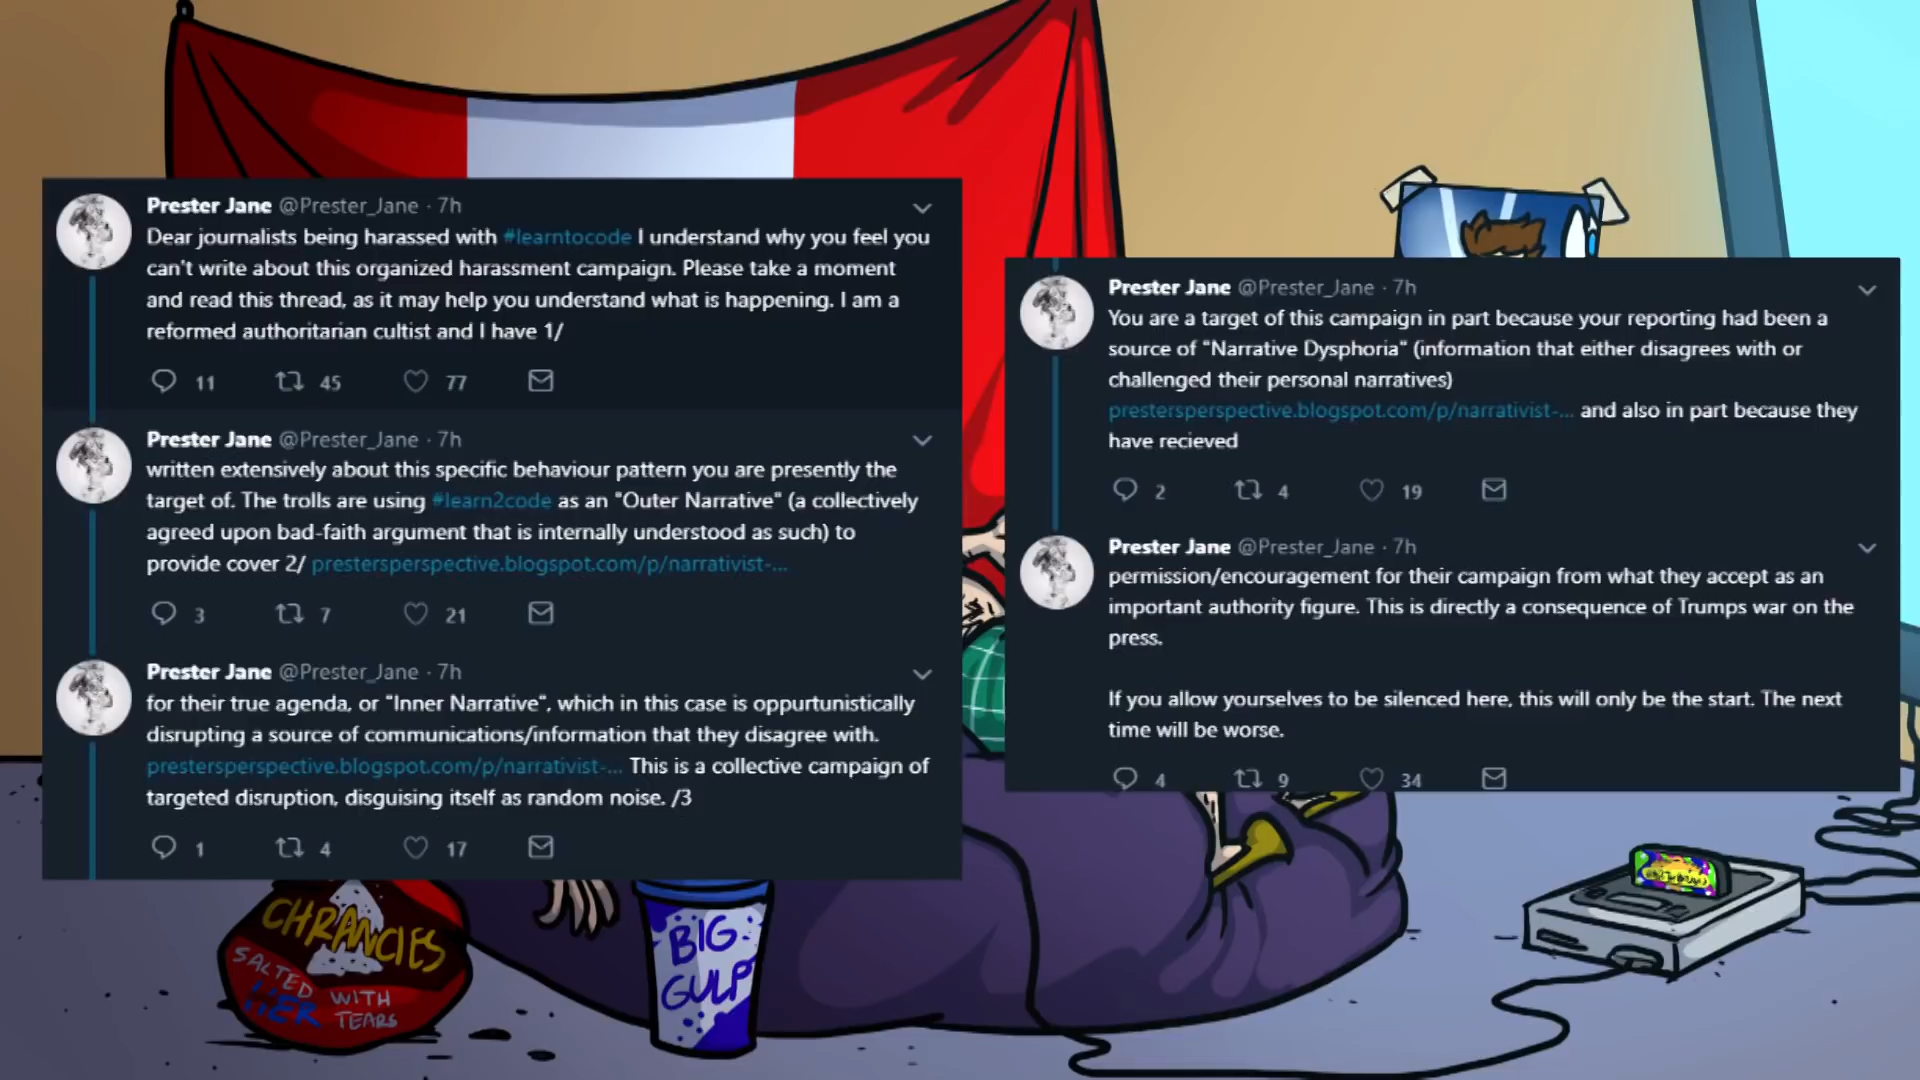 Prester Jane @Prester_Jane · 7h
Dear journalists being harassed with #learntocode I understand why you feel you
can't write about this organized harassment campaign. Please take a moment
and read this thread, as it may help you understand what is happening. I am a
reformed authoritarian cultist and I have 1/
11 45 77
Prester Jane @Prester_Jane · 7h
written extensively about this specific behaviour pattern you are presently the
target of. The trolls are using #learn2code as an "Outer Narrative" (a collectively
agreed upon bad-faith argument that is internally understood as such) to
provide cover 2/ prestersperspective.blogspot.com/p/narrativist-...
3 7 21
Prester Jane @Prester_Jane · 7h
for their true agenda, or "Inner Narrative", which in this case is oppurtunistically
disrupting a source of communications/information that they disagree with.
prestersperspective.blogspot.com/p/narrativist-... This is a collective campaign of
targeted disruption, disguising itself as random noise. /3
1 4 17
Prester Jane @Prester_Jane · 7h
You are a target of this campaign in part because your reporting had been a
source of "Narrative Dysphoria" (information that either disagrees with or
challenged their personal narratives)
prestersperspective.blogspot.com/p/narrativist-... and also in part because they
have recieved
2 4 19
Prester Jane @Prester_Jane · 7h
permission/encouragement for their campaign from what they accept as an
important authority figure. This is directly a consequence of Trumps war on the
press.
If you allow yourselves to be silenced here, this will only be the start. The next
time will be worse.
4 9 34
CHRANCIES
SALTED WITH
HER TEARS
BIG
GULP